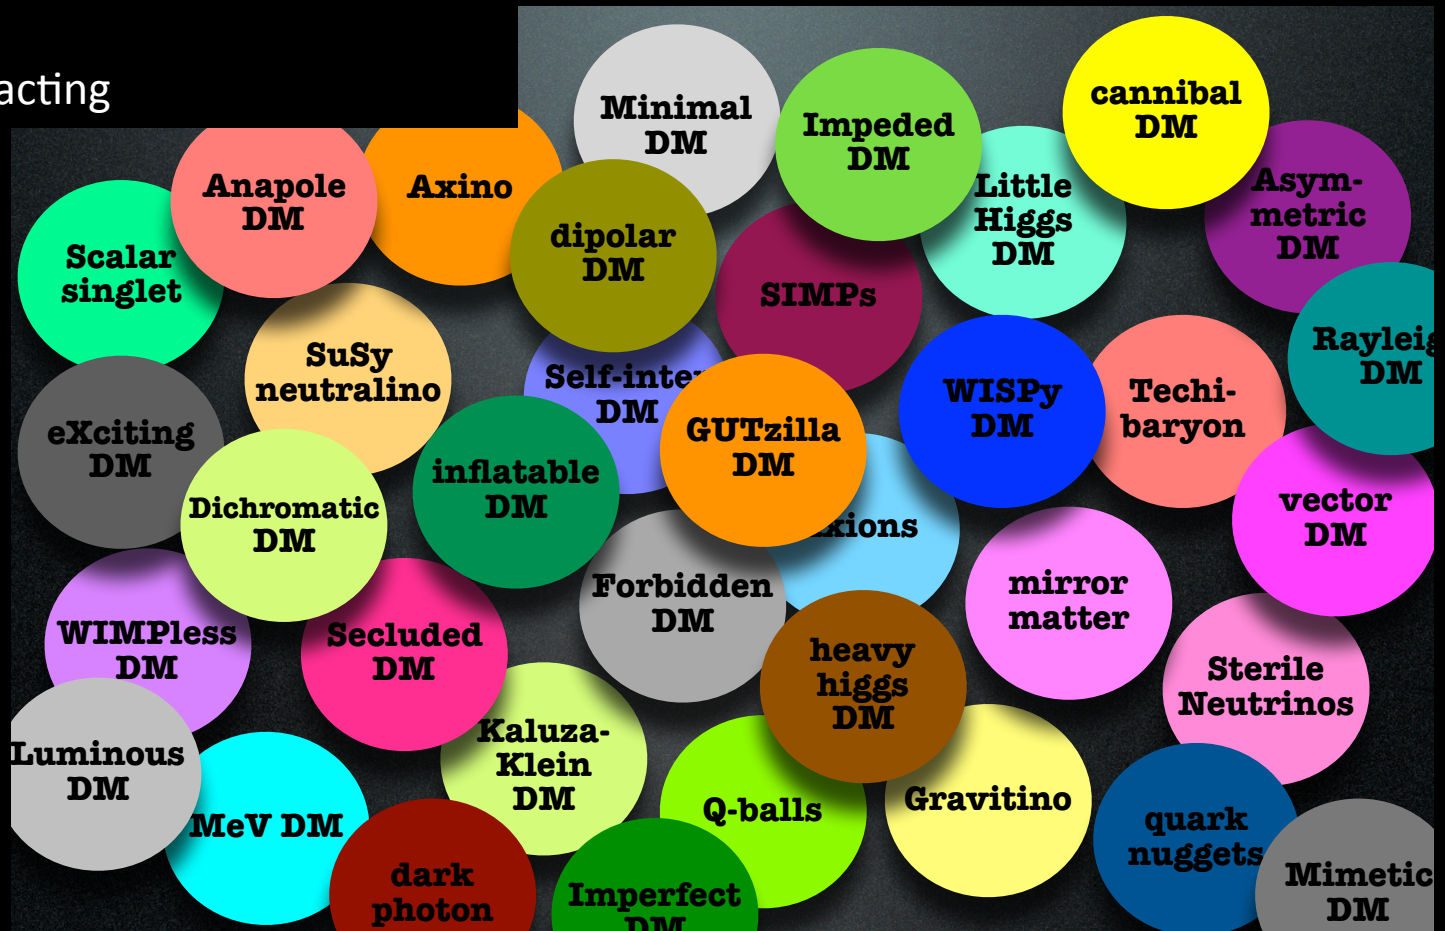 acting
Minimal
DM
Impeded
DM
cannibal
DM
Anapole
DM
Axino
Little
Higgs
DM
Asym-
metric
DM
Scalar
singlet
dipolar
DM
SIMPs
SuSy
neutralino
Self-inte
DM
WISPy
DM
Techi-
baryon
Rayleig
DM
eXciting
DM
inflatable
DM
GUTzilla
DM
Dichromatic
DM
xions
vector
DM
Forbidden
DM
mirror
matter
WIMPless
DM
Secluded
DM
heavy
higgs
DM
Sterile
Neutrinos
Luminous
DM
Kaluza-
Klein
DM
MeV DM
Q-balls
Gravitino
quark
nuggets
dark
photon
Imperfect
DM
Mimetic
DM